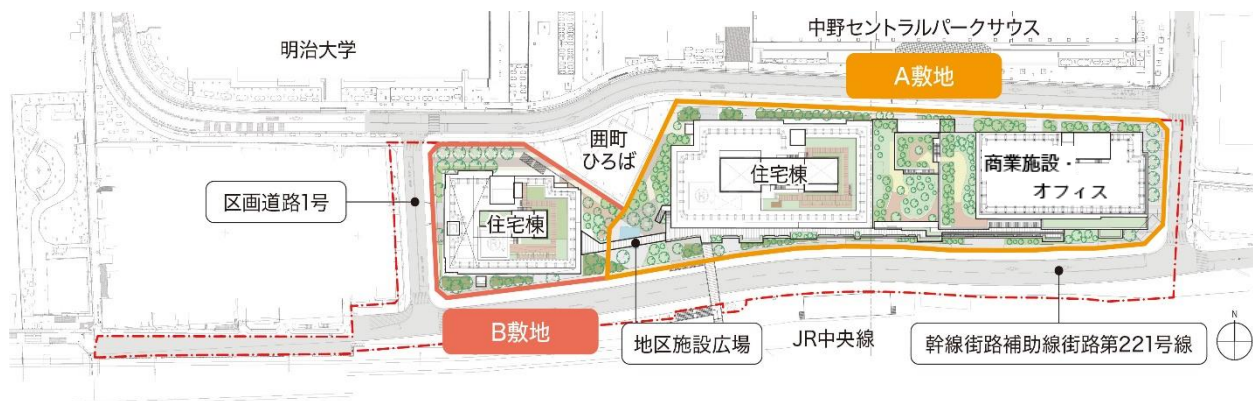 明治大学
中野セントラルパークサウス
A敷地
囲町
ひろば
住宅棟
商業施設・
オフィス
区画道路1号
住宅棟
B敷地
地区施設広場
JR中央線
幹線街路補助線街路第221号線
N